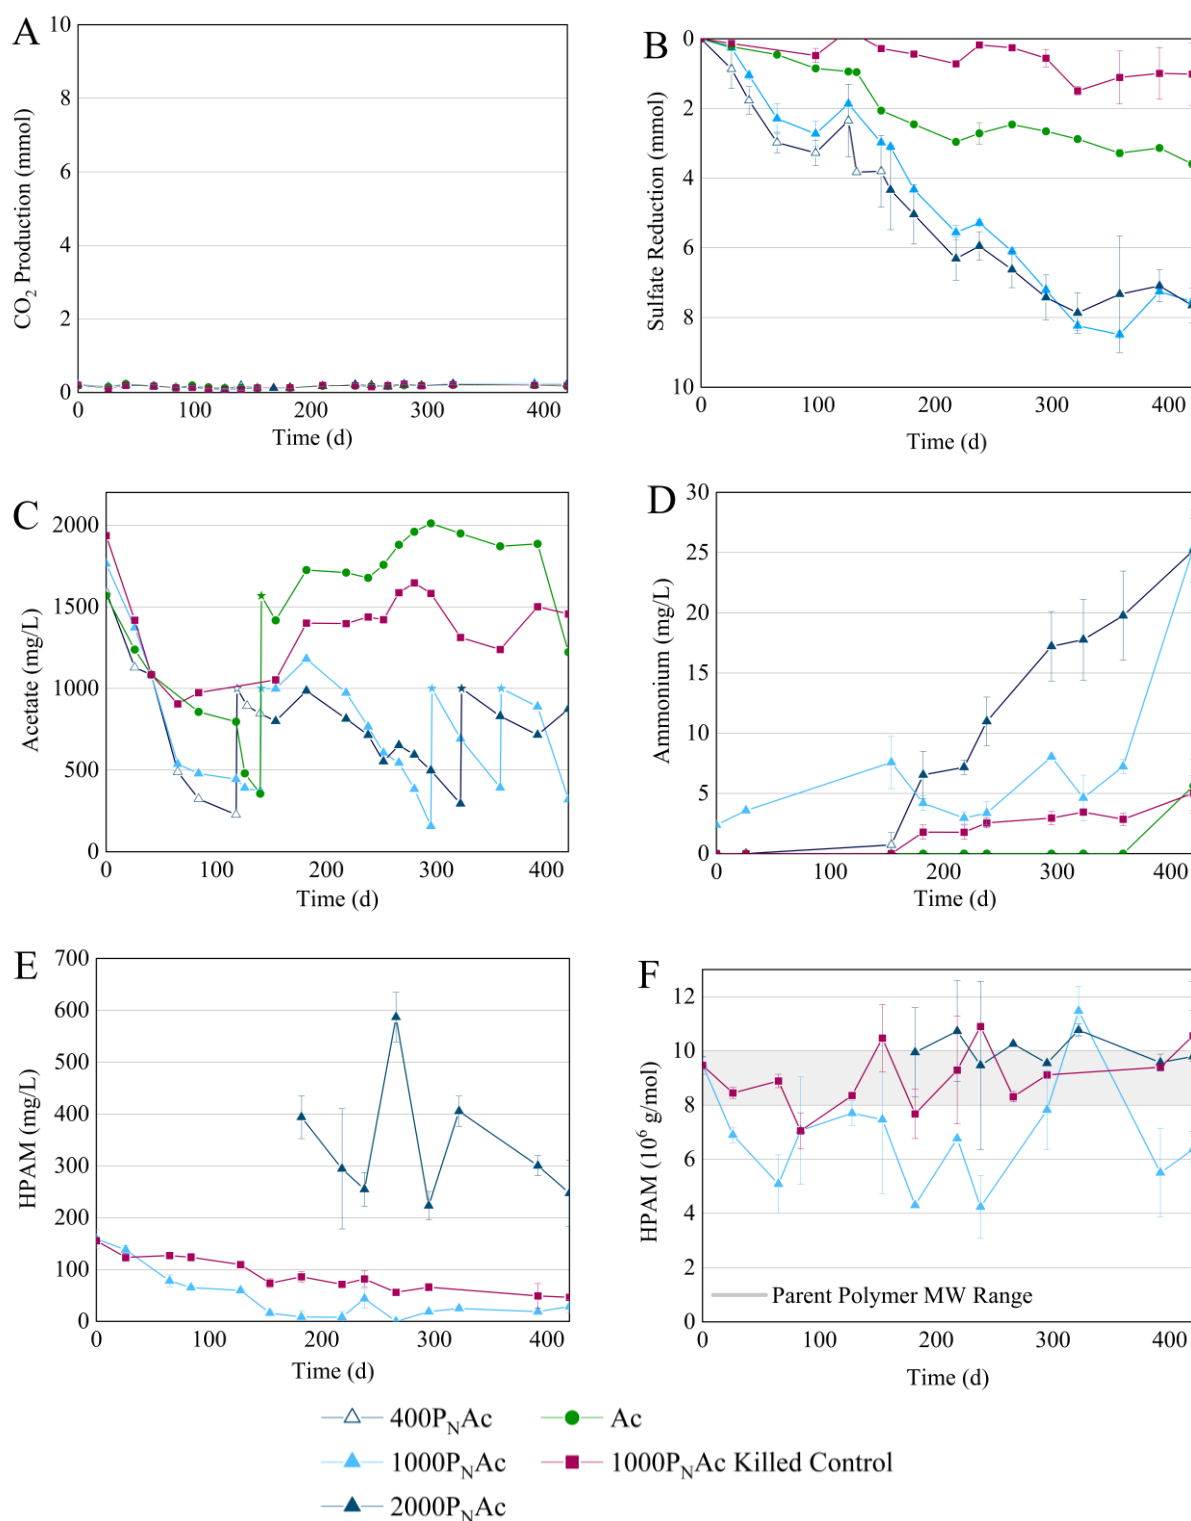 A
10
8
6
4
2
0
CO2 Production (mmol)
0 100 200 300 400
Time (d)
B
0
2
4
6
8
10
Sulfate Reduction (mmol)
0 100 200 300 400
Time (d)
C
2000
1500
1000
500
0
Acetate (mg/L)
0 100 200 300 400
Time (d)
D
30
25
20
15
10
5
0
Ammonium (mg/L)
0 100 200 300 400
Time (d)
E
700
600
500
400
300
200
100
0
HPAM (mg/L)
0 100 200 300 400
Time (d)
F
12
10
8
6
4
2
0
HPAM (10^6 g/mol)
Parent Polymer MW Range
0 100 200 300 400
Time (d)
400PNAc
Ac
1000PNAc
1000PNAc Killed Control
2000PNAc